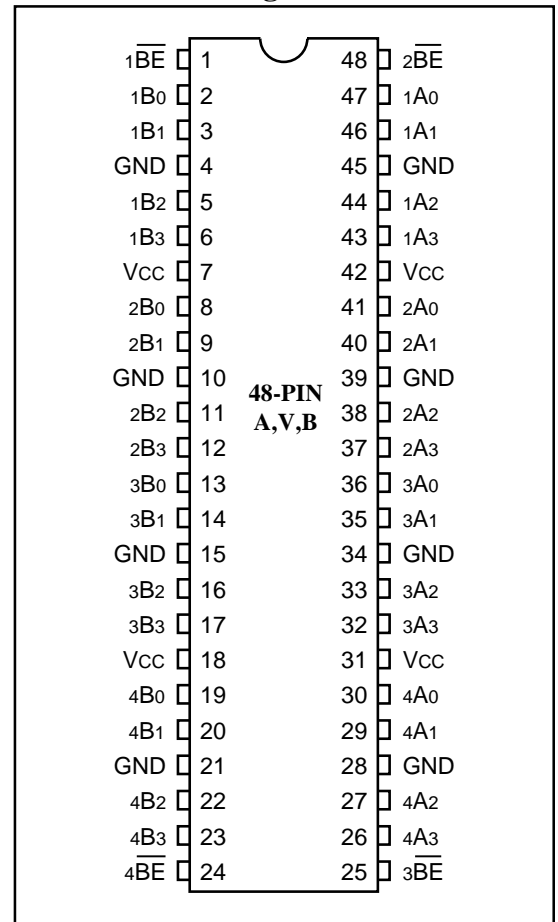 1B̅E̅ 1 48 2B̅E̅
1B0 2 47 1A0
1B1 3 46 1A1
GND 4 45 GND
1B2 5 44 1A2
1B3 6 43 1A3
VCC 7 42 VCC
2B0 8 41 2A0
2B1 9 40 2A1
GND 10 39 GND
48-PIN
2B2 11 38 2A2
A,V,B
2B3 12 37 2A3
3B0 13 36 3A0
3B1 14 35 3A1
GND 15 34 GND
3B2 16 33 3A2
3B3 17 32 3A3
VCC 18 31 VCC
4B0 19 30 4A0
4B1 20 29 4A1
GND 21 28 GND
4B2 22 27 4A2
4B3 23 26 4A3
4B̅E̅ 24 25 3B̅E̅